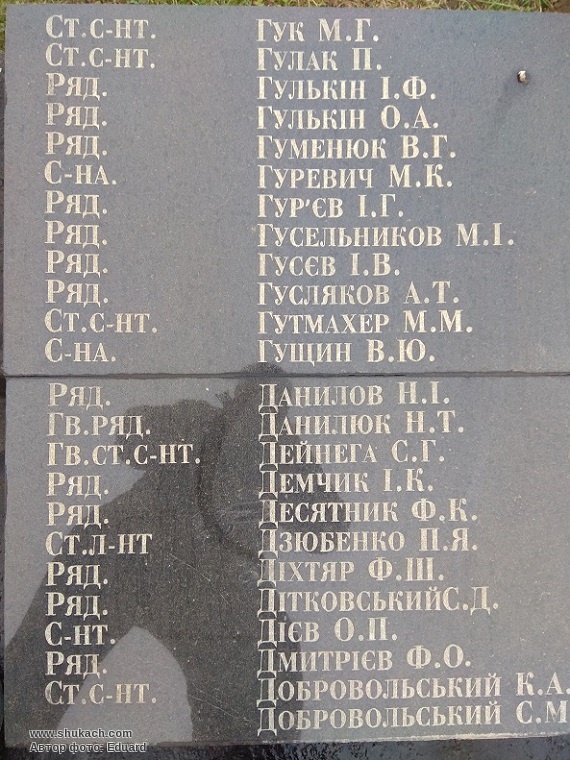 Ст.с-нт. Гук М.Г.
Ст.с-нт. Гулак П.
Ряд. Гулькін І.Ф.
Ряд. Гулькін О.А.
Ряд. Гуменюк В.Г.
С-на. Гуревич М.К.
Ряд. Гур'єв І.Г.
Ряд. Гусельников М.І.
Ряд. Гусєв І.В.
Ряд. Гусляков А.Т.
Ст.с-нт. Гутмахер М.М.
С-на. Гущин В.Ю.
Ряд. Данилов Н.І.
Гв.ряд. Данилюк Н.Т.
Гв.ст.с-нт. Дейнега С.Г.
Ряд. Демчик І.К.
Ряд. Десятник Ф.К.
Ст.л-нт Дзюбенко П.Я.
Ряд. Діхтяр Ф.Ш.
Ряд. Дітковський С.Д.
С-нт. Дієв О.П.
Ряд. Дмитрієв Ф.О.
Ст.с-нт. Добровольський К.А.
Добровольський С.М
www.shukach.com
Автор фото: Eduard